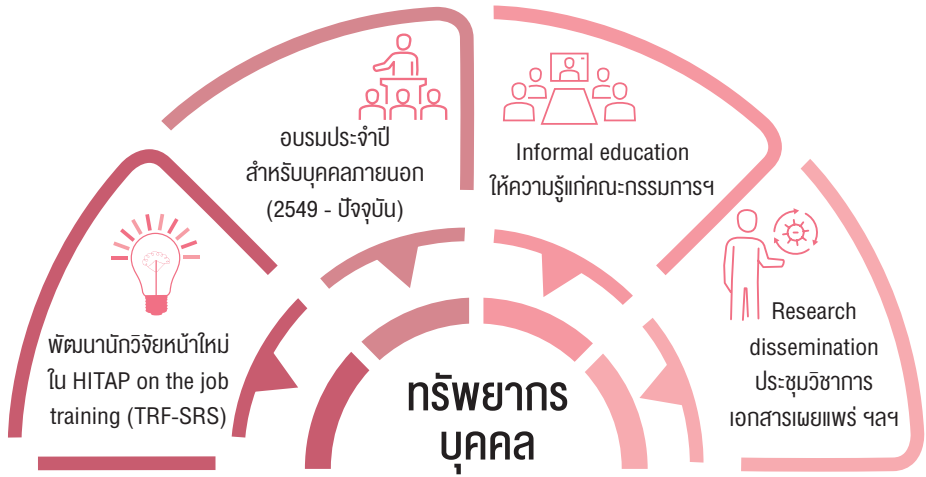 พัฒนานักวิจัยหน้าใหม่
ใน HITAP on the job
training (TRF-SRS)
อบรมประจำปี
สำหรับบุคคลภายนอก
(2549 - ปัจจุบัน)
Informal education
ให้ความรู้แก่คณะกรรมการฯ
Research
dissemination
ประชุมวิชาการ
เอกสารเผยแพร่ ฯลฯ
ทรัพยากร
บุคคล